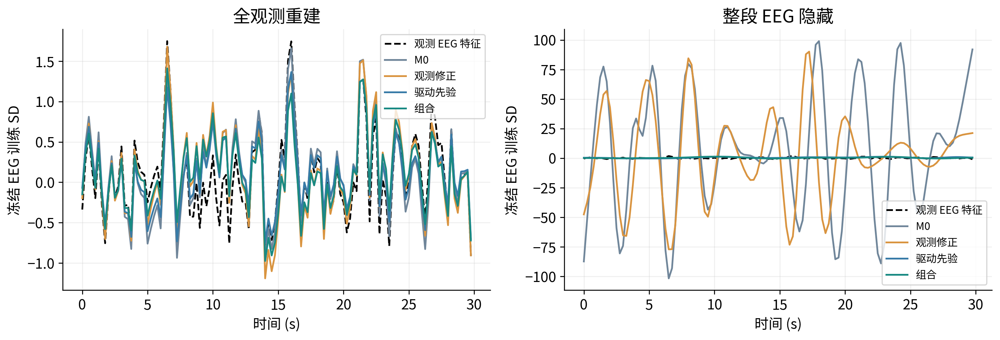 全观测重建
冻结 EEG 训练 SD
1.5
1.0
0.5
0.0
−0.5
−1.0
0 5 10 15 20 25 30
时间 (s)
观测 EEG 特征
M0
观测修正
驱动先验
组合
整段 EEG 隐藏
冻结 EEG 训练 SD
100
75
50
25
0
−25
−50
−75
−100
0 5 10 15 20 25 30
时间 (s)
观测 EEG 特征
M0
观测修正
驱动先验
组合